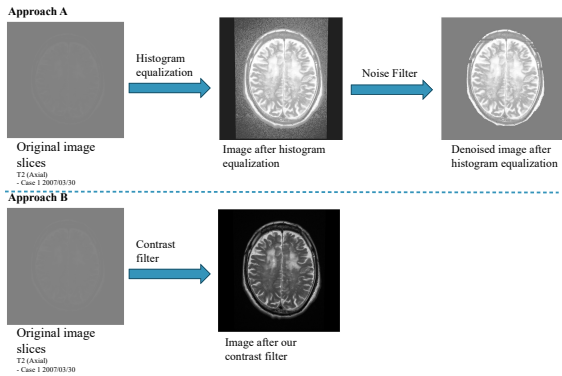 Approach A
Histogram
equalization
Noise Filter
Original image
slices
T2 (Axial)
- Case 1 2007/03/30
Image after histogram
equalization
Denoised image after
histogram equalization
Approach B
Contrast
filter
Original image
slices
T2 (Axial)
- Case 1 2007/03/30
Image after our
contrast filter